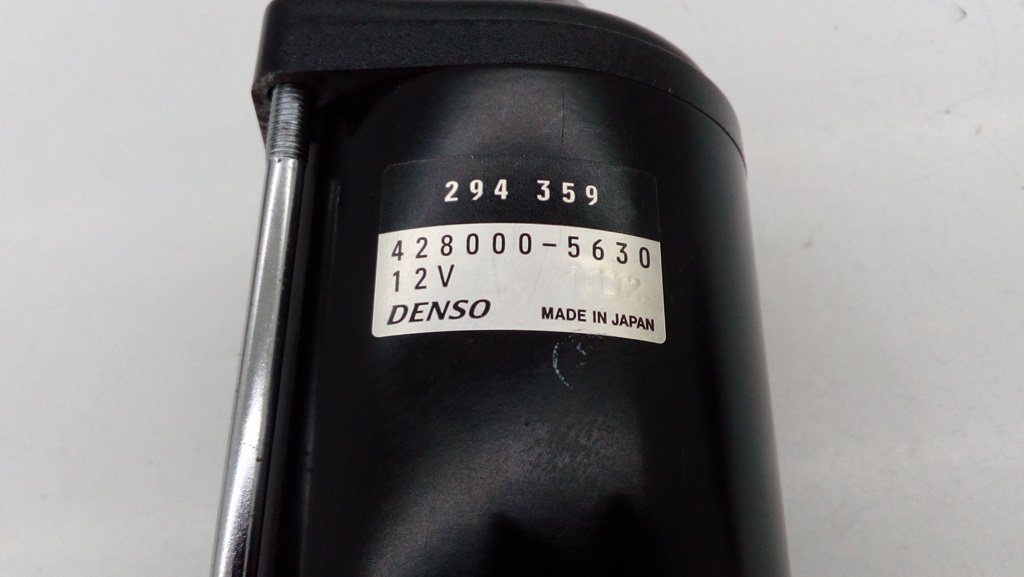 294 359
428000-5630
12V
DENSO MADE IN JAPAN